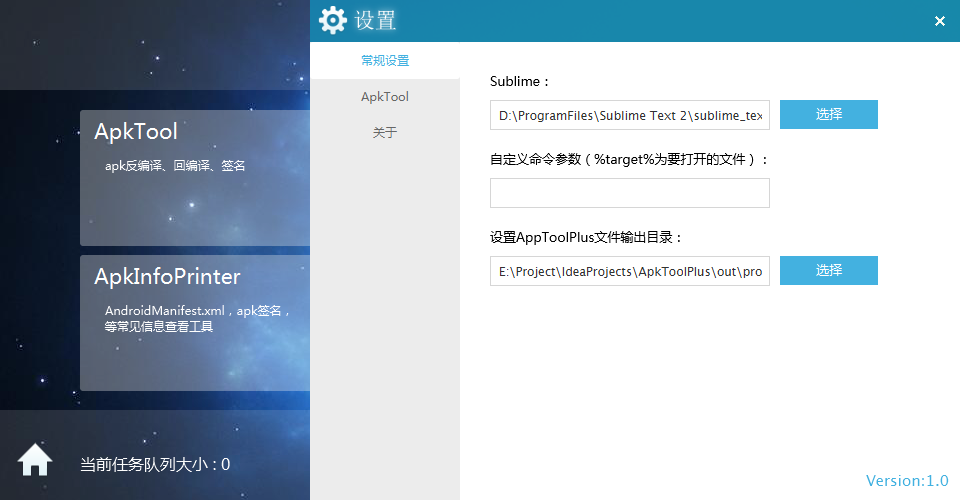 ApkTool
apk反编译、回编译、签名
ApkInfoPrinter
AndroidManifest.xml，apk签名，
等常见信息查看工具
当前任务队列大小：0
设置
常规设置
ApkTool
关于
Sublime：
D:\ProgramFiles\Sublime Text 2\sublime_tex
选择
自定义命令参数（%target%为要打开的文件）：
设置AppToolPlus文件输出目录：
E:\Project\IdeaProjects\ApkToolPlus\out\pro
选择
Version:1.0